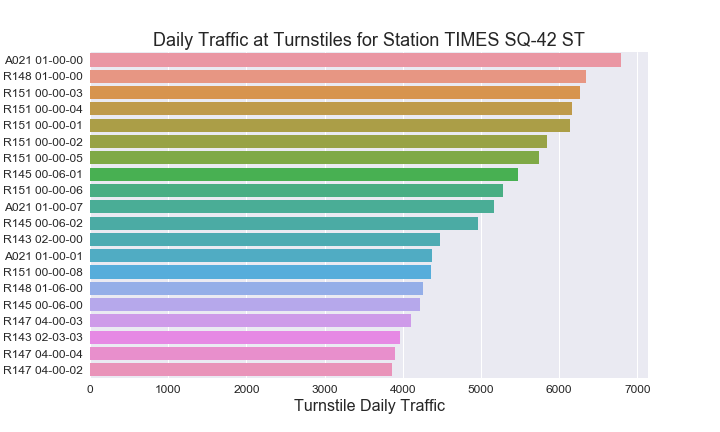 Daily Traffic at Turnstiles for Station TIMES SQ-42 ST
A021 01-00-00
R148 01-00-00
R151 00-00-03
R151 00-00-04
R151 00-00-01
R151 00-00-02
R151 00-00-05
R145 00-06-01
R151 00-00-06
A021 01-00-07
R145 00-06-02
R143 02-00-00
A021 01-00-01
R151 00-00-08
R148 01-06-00
R145 00-06-00
R147 04-00-03
R143 02-03-03
R147 04-00-04
R147 04-00-02
0 1000 2000 3000 4000 5000 6000 7000
Turnstile Daily Traffic